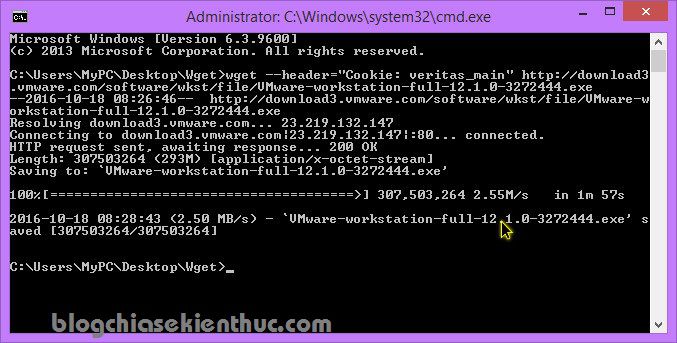 Administrator: C:\Windows\system32\cmd.exe
Microsoft Windows [Version 6.3.9600]
(c) 2013 Microsoft Corporation. All rights reserved.
C:\Users\MyPC\Desktop\Wget>wget --header="Cookie: veritas_main" http://download3
.vmware.com/software/wkst/file/VMware-workstation-full-12.1.0-3272444.exe
--2016-10-18 08:26:46--  http://download3.vmware.com/software/wkst/file/VMware-wo
rkstation-full-12.1.0-3272444.exe
Resolving download3.vmware.com... 23.219.132.147
Connecting to download3.vmware.com|23.219.132.147|:80... connected.
HTTP request sent, awaiting response... 200 OK
Length: 307503264 (293M) [application/x-octet-stream]
Saving to: `VMware-workstation-full-12.1.0-3272444.exe'
100%[======================================>] 307,503,264 2.55M/s   in 1m 57s
2016-10-18 08:28:43 (2.50 MB/s) - `VMware-workstation-full-12.1.0-3272444.exe' s
aved [307503264/307503264]
C:\Users\MyPC\Desktop\Wget>_
blogchiasekienthuc.com